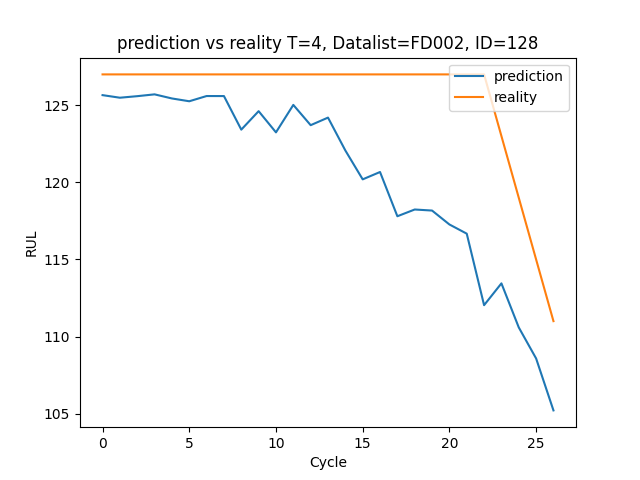 prediction vs reality T=4, Datalist=FD002, ID=128
prediction
reality
125
120
115
110
105
RUL
0 5 10 15 20 25
Cycle